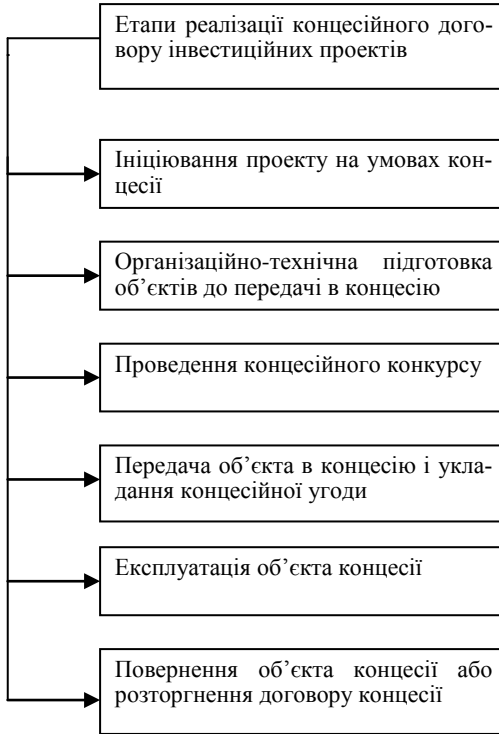 Етапи реалізації концесійного дого-
вору інвестиційних проектів
Ініціювання проекту на умовах кон-
цесії
Організаційно-технічна підготовка
об’єктів до передачі в концесію
Проведення концесійного конкурсу
Передача об’єкта в концесію і укла-
дання концесійної угоди
Експлуатація об’єкта концесії
Повернення об’єкта концесії або
розторгнення договору концесії